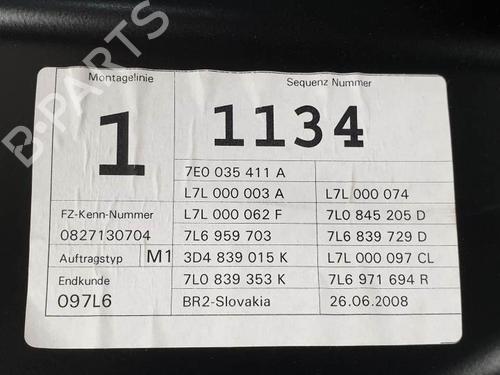 B-PARTS
Montagelinie
1
Sequenz Nummer
1134
FZ-Kenn-Nummer
0827130704
Auftragstyp M1
Endkunde
097L6
7E0 035 411 A
L7L 000 003 A L7L 000 074
L7L 000 062 F 7L0 845 205 D
7L6 959 703 7L6 839 729 D
3D4 839 015 K L7L 000 097 CL
7L0 839 353 K 7L6 971 694 R
BR2-Slovakia 26.06.2008